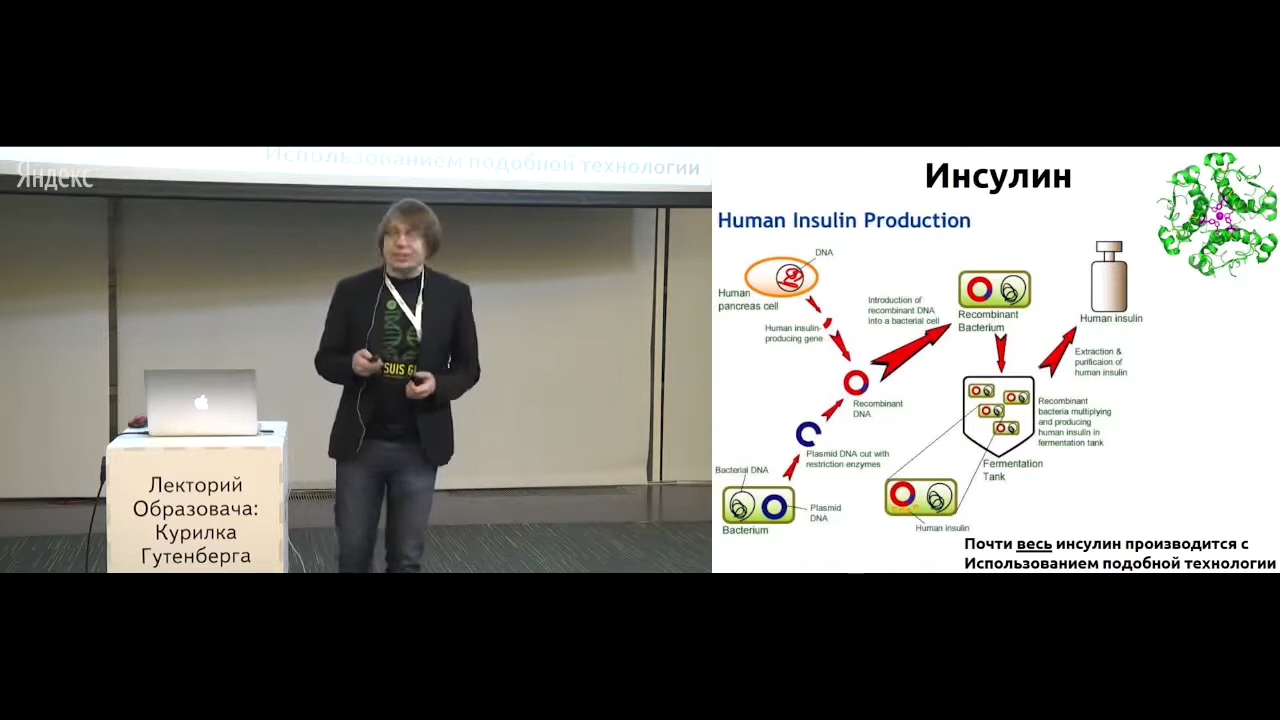 Использованием подобной технологии
Яндекс
SUIS G
Лекторий
Образовача:
Курилка
Гутенберга
Инсулин
Human Insulin Production
DNA
Human
pancreas cell
Human insulin-
producing gene
Introduction of
recombinant DNA
into a bacterial cell
Recombinant
Bacterium
Human insulin
Extraction &
purificaion of
human insulin
Recombinant
DNA
Recombinant
bacteria multiplying
and producing
human insulin in
fermentation tank
Plasmid DNA cut with
restriction enzymes
Fermentation
Tank
Bacterial DNA
Plasmid
DNA
Bacterium
Human insulin
Почти весь инсулин производится с
Использованием подобной технологии